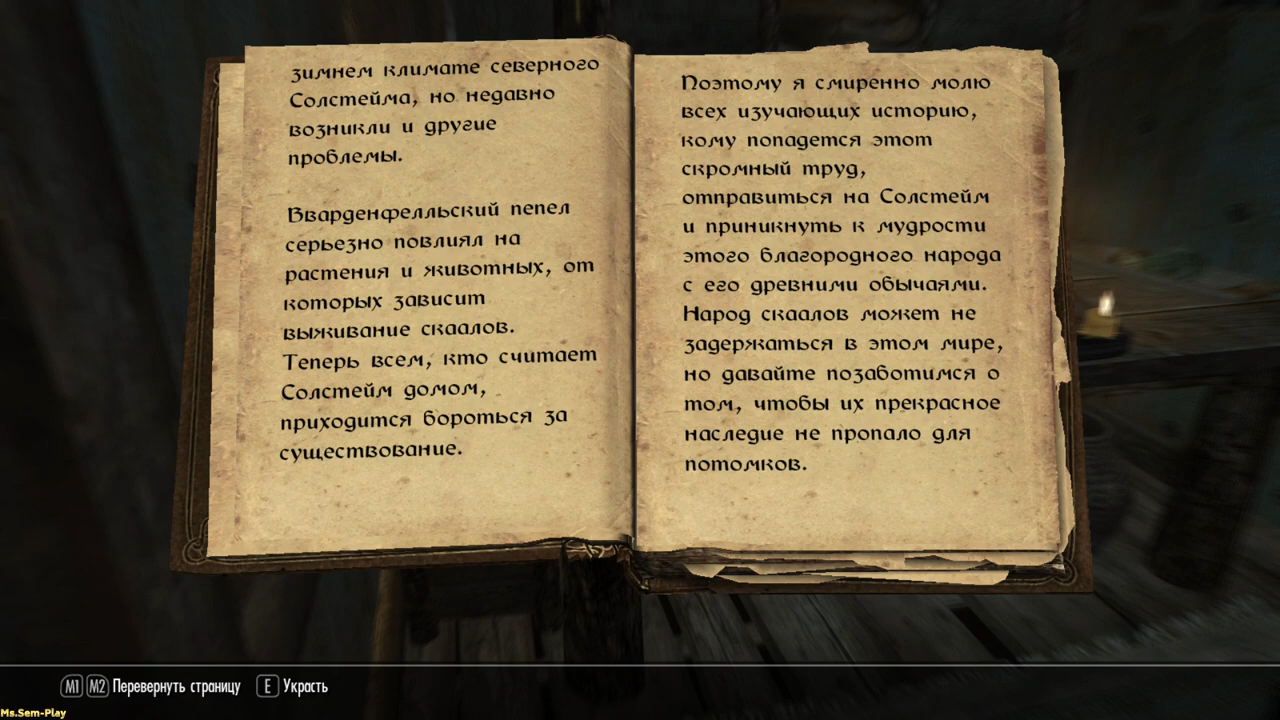 зимнем климате северного
Солстейма, но недавно
возникли и другие
проблемы.
Вварденфелльский пепел
серьезно повлиял на
растения и животных, от
которых зависит
выживание скаалов.
Теперь всем, кто считает
Солстейм домом,
приходится бороться за
существование.
Поэтому я смиренно молю
всех изучающих историю,
кому попадется этот
скромный труд,
отправиться на Солстейм
и приникнуть к мудрости
этого благородного народа
с его древними обычаями.
Народ скаалов может не
задержаться в этом мире,
но давайте позаботимся о
том, чтобы их прекрасное
наследие не пропало для
потомков.
M1 M2 Перевернуть страницу E Украсть
Ms.Sem-Play